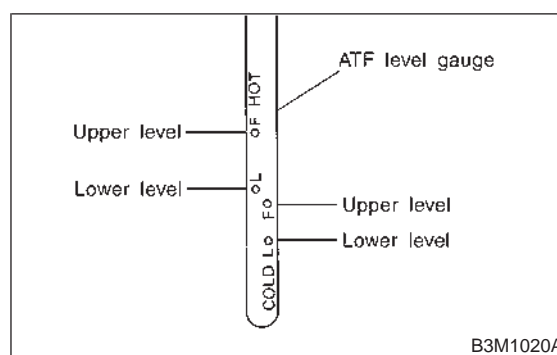 ATF level gauge
F HOT
Upper level
L
Lower level
F
Upper level
L
Lower level
COLD
B3M1020A